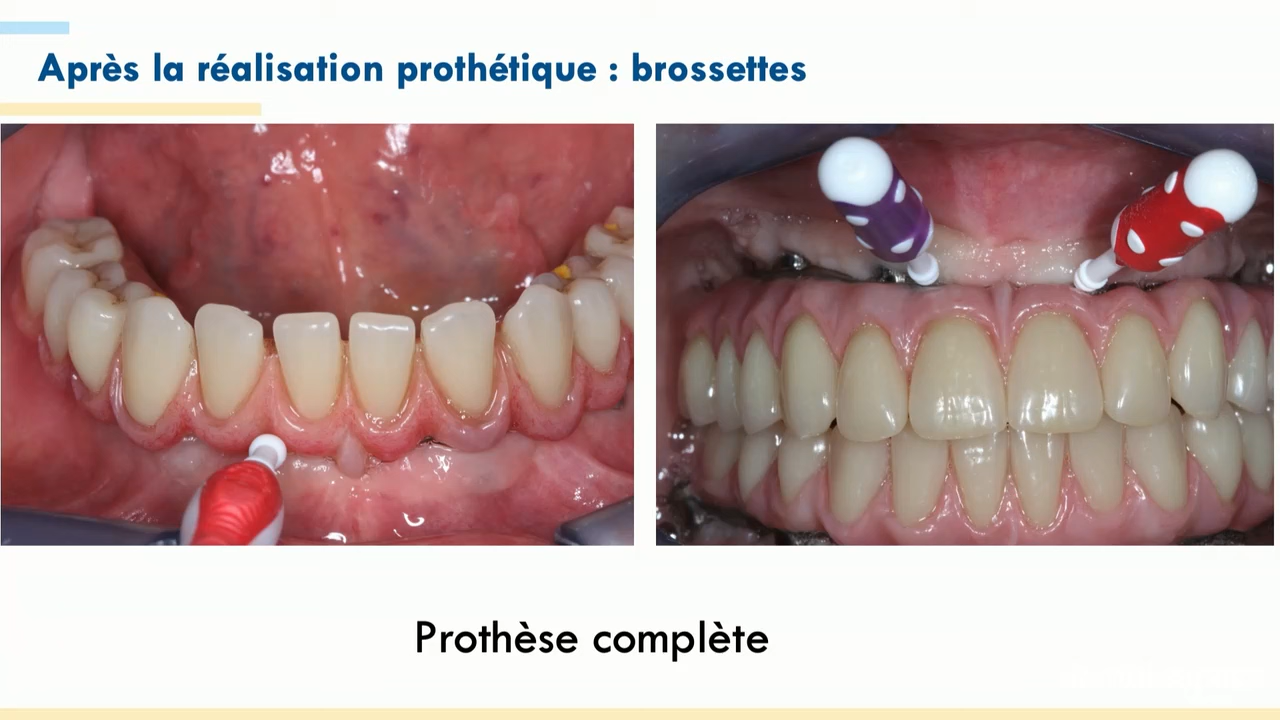 Après la réalisation prothétique : brossettes
Prothèse complète